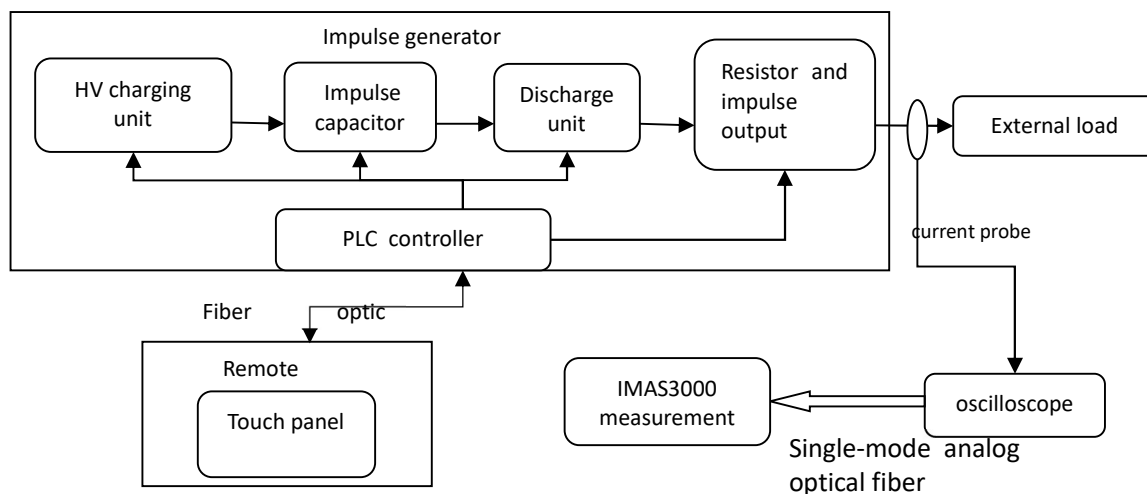 Impulse generator
HV charging
unit
Impulse
capacitor
Discharge
unit
Resistor and
impulse
output
External load
PLC controller
current probe
Fiber optic
Remote
Touch panel
IMAS3000
measurement
oscilloscope
Single-mode analog
optical fiber